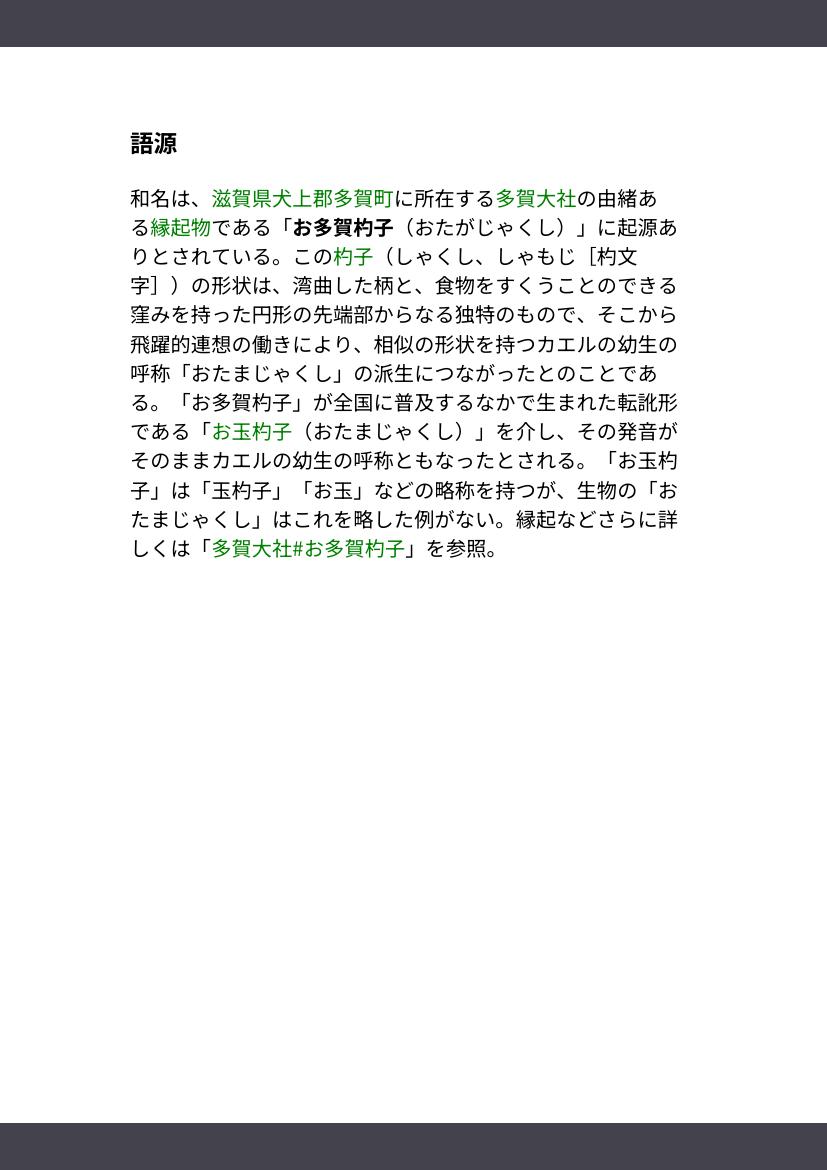 語源
和名は、滋賀県犬上郡多賀町に所在する多賀大社の由緒あ
る縁起物である「お多賀杓子（おたがじゃくし）」に起源あ
りとされている。この杓子（しゃくし、しゃもじ［杓文
字］）の形状は、湾曲した柄と、食物をすくうことのできる
窪みを持った円形の先端部からなる独特のもので、そこから
飛躍的連想の働きにより、相似の形状を持つカエルの幼生の
呼称「おたまじゃくし」の派生につながったとのことであ
る。「お多賀杓子」が全国に普及するなかで生まれた転訛形
である「お玉杓子（おたまじゃくし）」を介し、その発音が
そのままカエルの幼生の呼称ともなったとされる。「お玉杓
子」は「玉杓子」「お玉」などの略称を持つが、生物の「お
たまじゃくし」はこれを略した例がない。縁起などさらに詳
しくは「多賀大社#お多賀杓子」を参照。